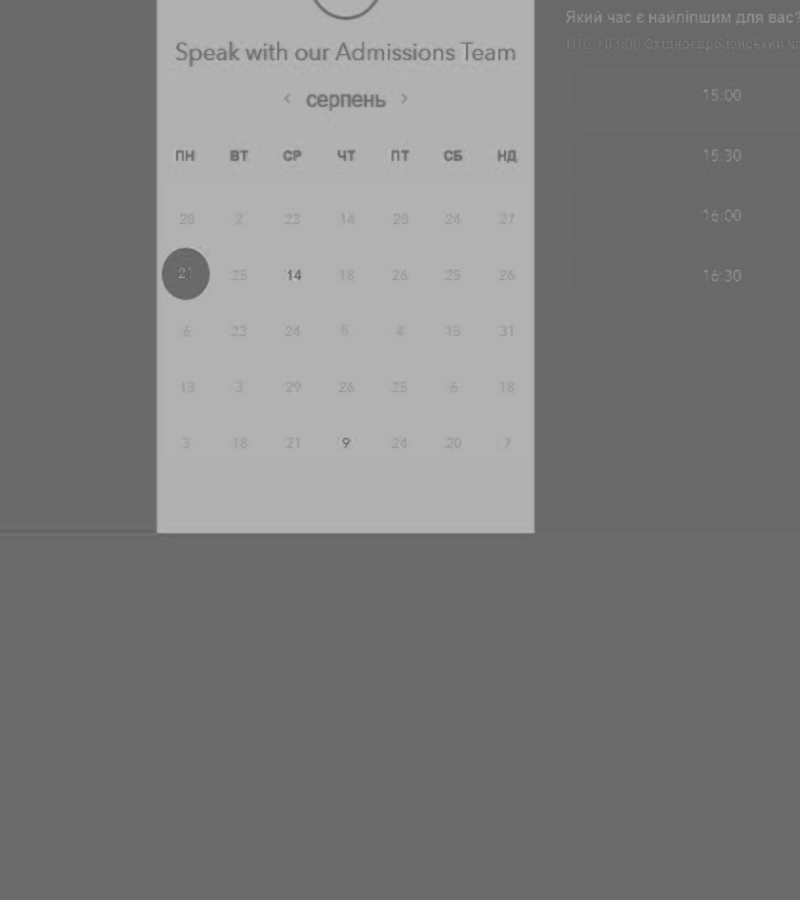 Speak with our Admissions Team
‹ серпень ›
ПН ВТ СР ЧТ ПТ СБ НД
28 2 23 14 28 24 27
21 25 14 18 26 25 26
6 23 24 5 4 15 31
13 3 29 26 25 6 18
3 18 21 9 24 20 7
Який час є найліпшим для вас?
UTC +03:00 Східноєвропейський
15:00
15:30
16:00
16:30